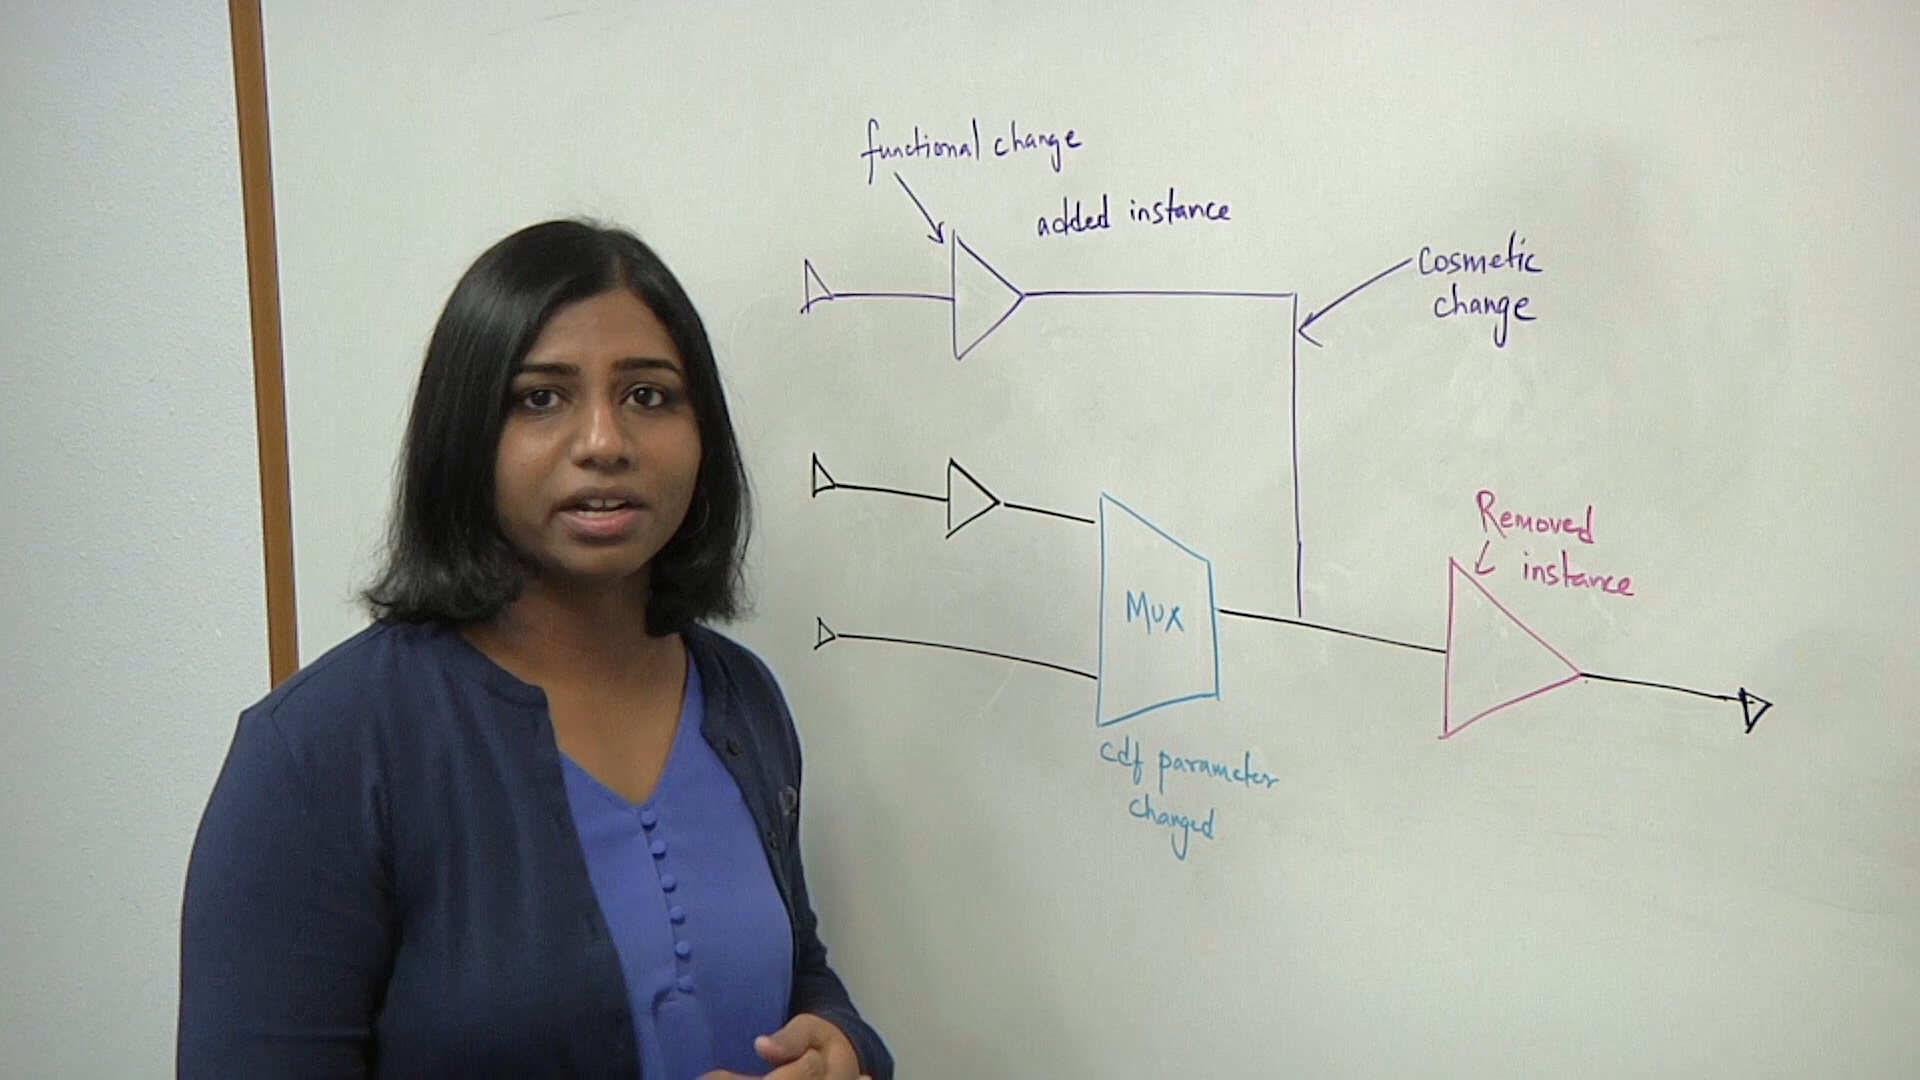 functional change
added instance
Cosmetic
change
Removed
instance
Mux
cdf parameter
changed